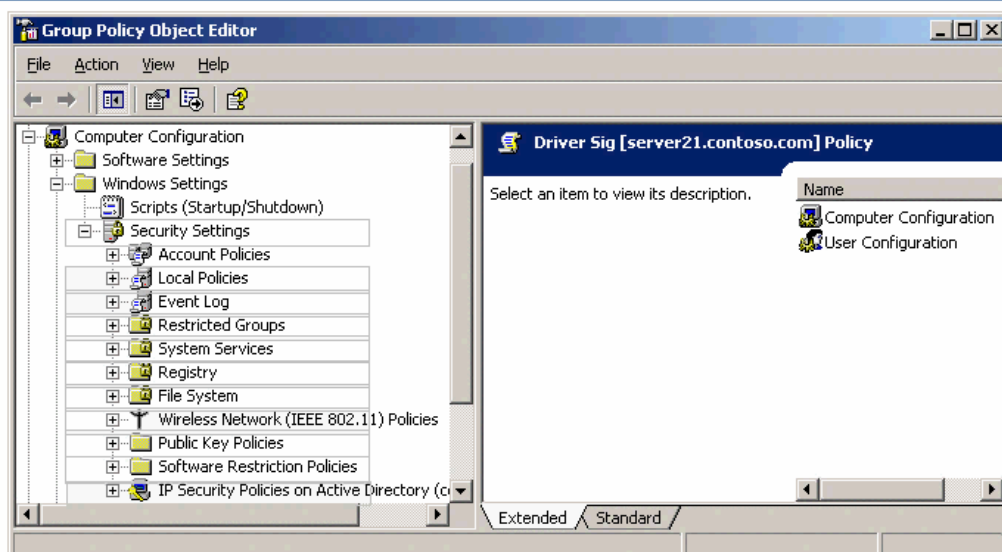 Group Policy Object Editor
File Action View Help
Computer Configuration
Software Settings
Windows Settings
Scripts (Startup/Shutdown)
Security Settings
Account Policies
Local Policies
Event Log
Restricted Groups
System Services
Registry
File System
Wireless Network (IEEE 802.11) Policies
Public Key Policies
Software Restriction Policies
IP Security Policies on Active Directory (c
Driver Sig [server21.contoso.com] Policy
Select an item to view its description.
Name
Computer Configuration
User Configuration
Extended Standard